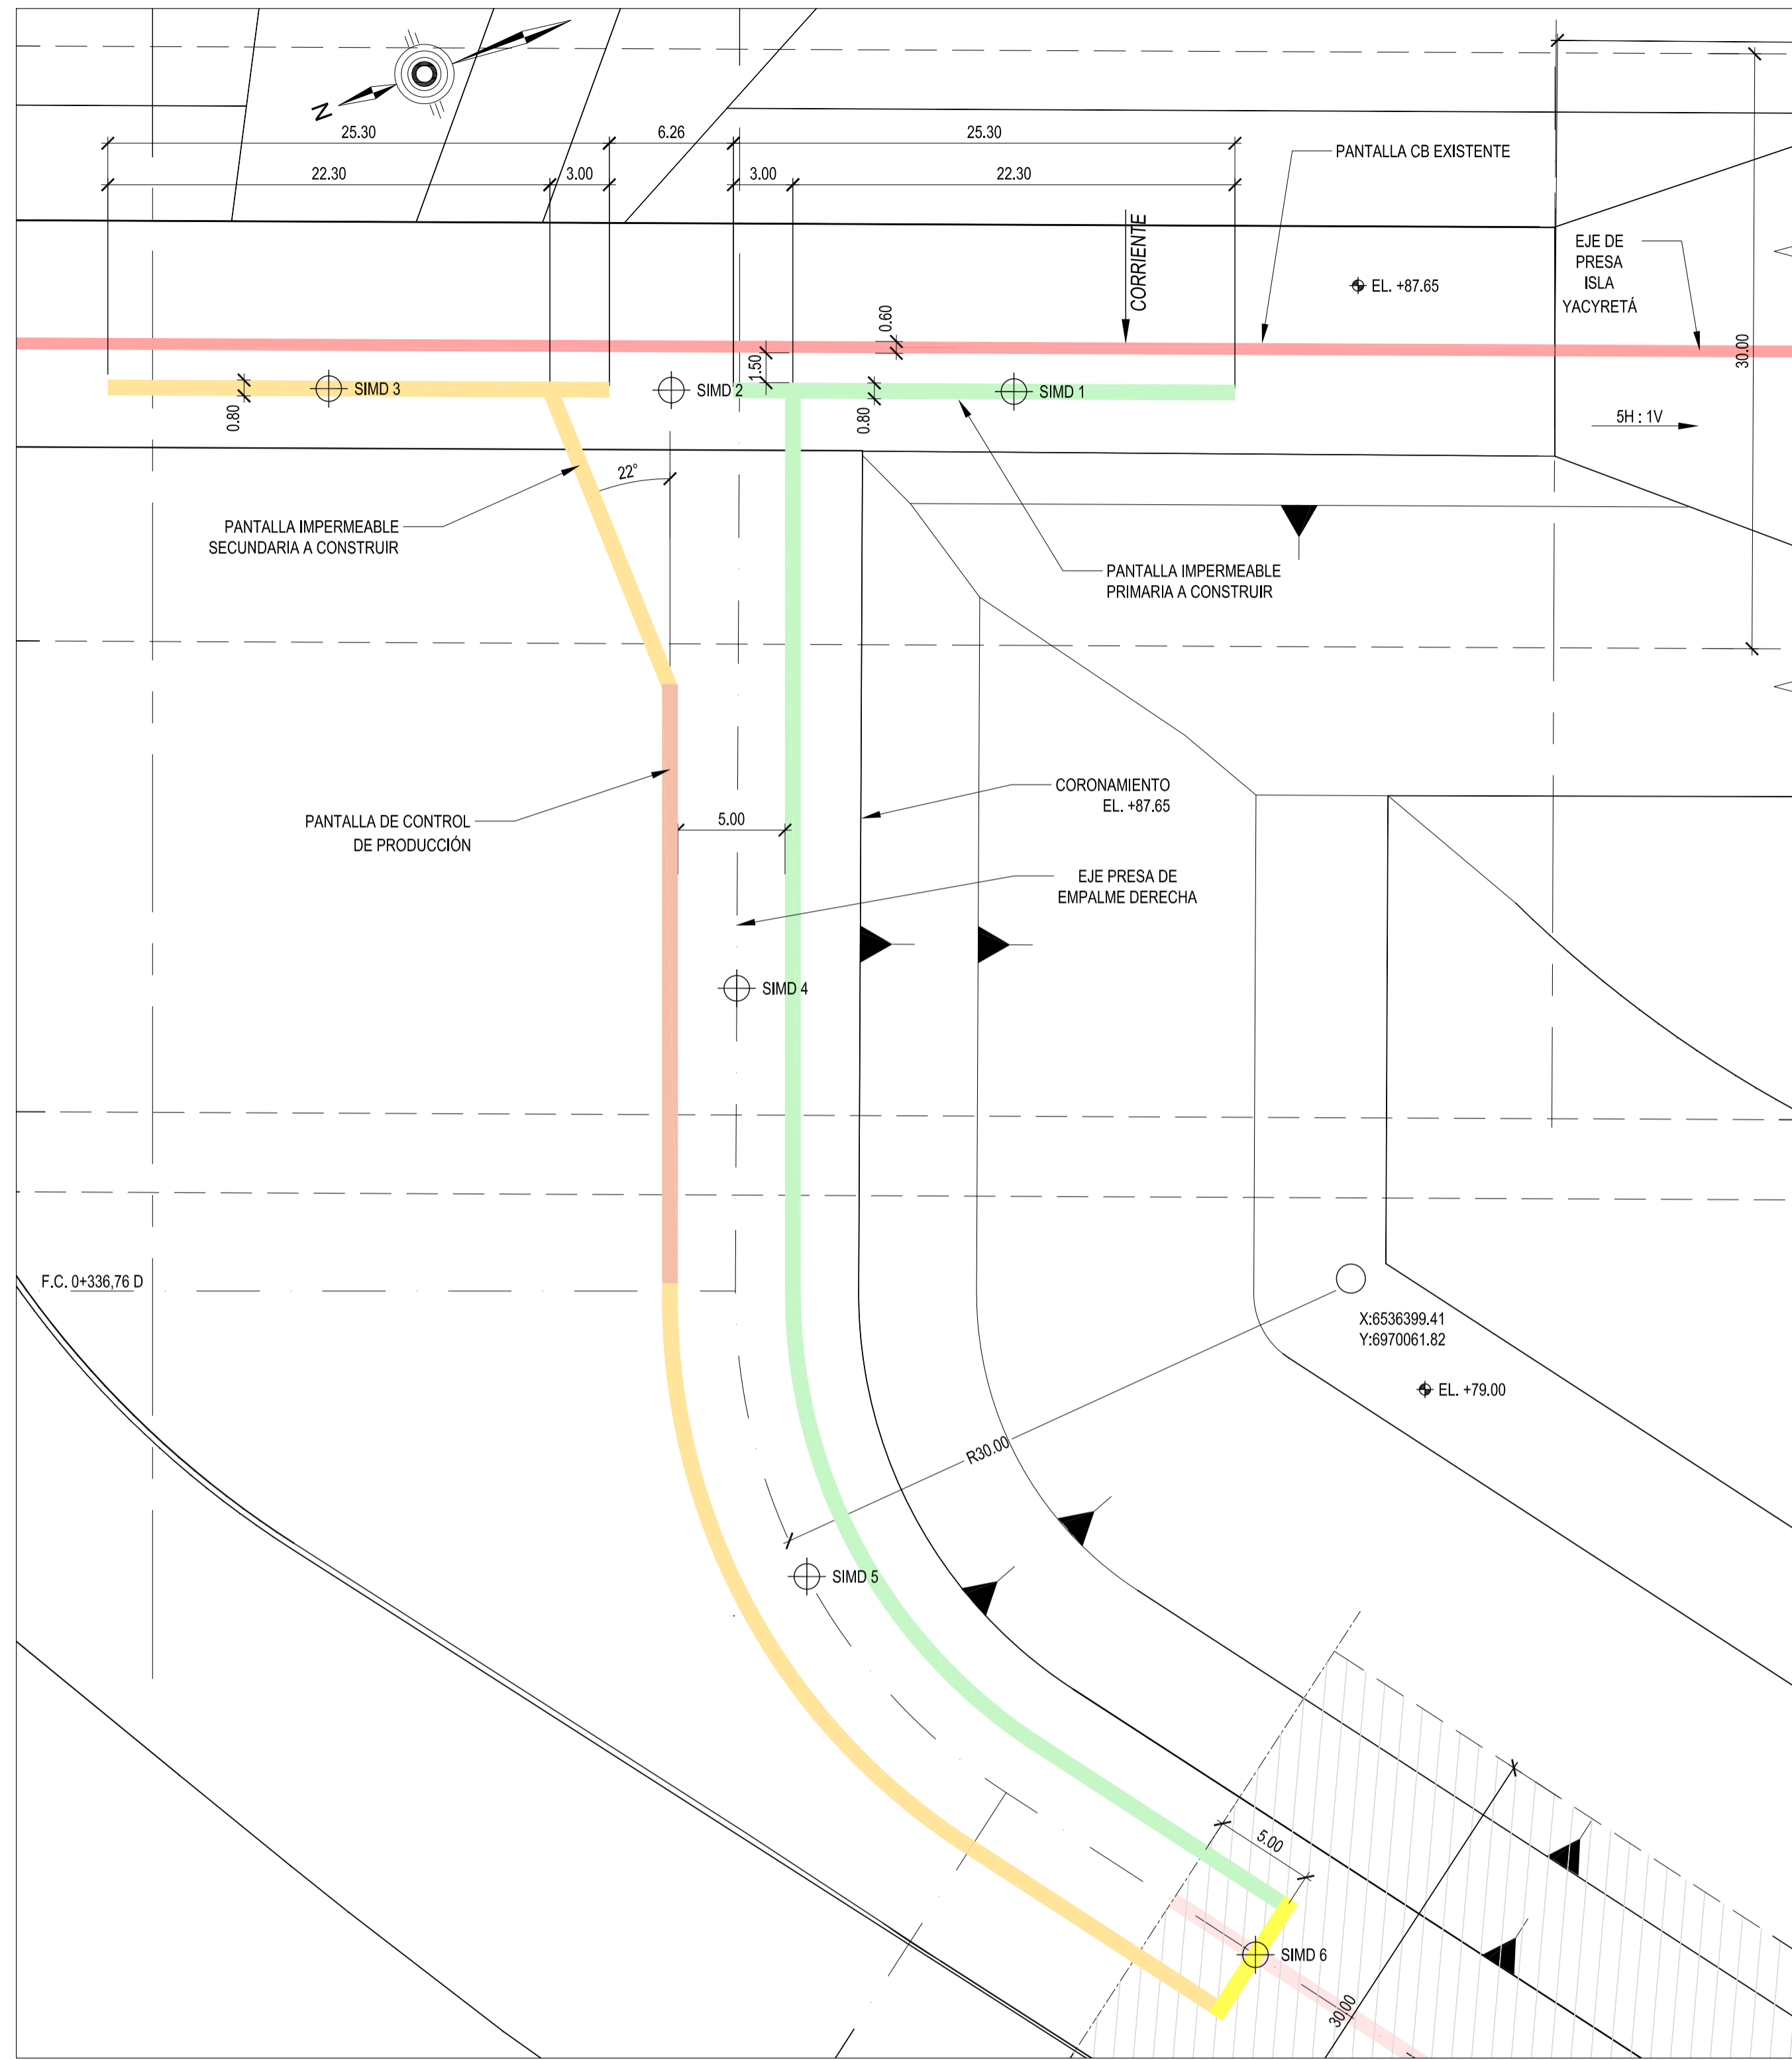 N
25.30
6.26
25.30
22.30
3.00
3.00
22.30
PANTALLA CB EXISTENTE
CORRIENTE
EL. +87.65
EJE DE
PRESA
ISLA
YACYRETÁ
0.60
1.50
30.00
SIMD 3
SIMD 2
SIMD 1
0.80
0.80
5H : 1V
22°
PANTALLA IMPERMEABLE
SECUNDARIA A CONSTRUIR
PANTALLA IMPERMEABLE
PRIMARIA A CONSTRUIR
CORONAMIENTO
EL. +87.65
PANTALLA DE CONTROL
DE PRODUCCIÓN
5.00
EJE PRESA DE
EMPALME DERECHA
SIMD 4
F.C. 0+336,76 D
X:6536399.41
Y:6970061.82
EL. +79.00
R30.00
SIMD 5
5.00
SIMD 6
30.00